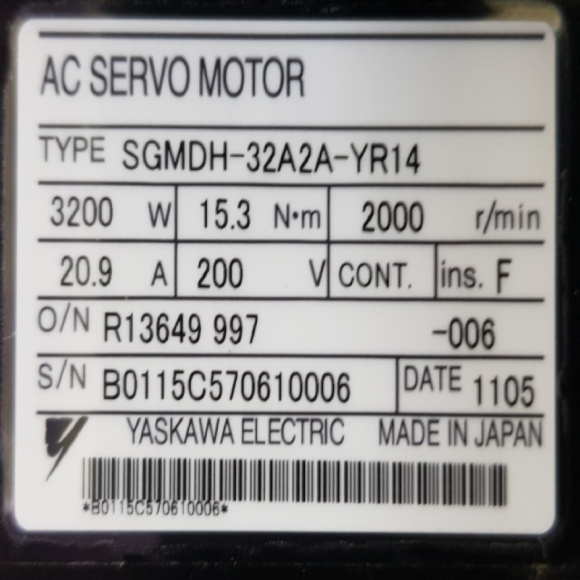 AC SERVO MOTOR
TYPE SGMDH-32A2A-YR14
3200 W 15.3 N·m 2000 r/min
20.9 A 200 V CONT. ins. F
O/N R13649 997 -006
S/N B0115C570610006 DATE 1105
YASKAWA ELECTRIC MADE IN JAPAN
*B0115C570610006*